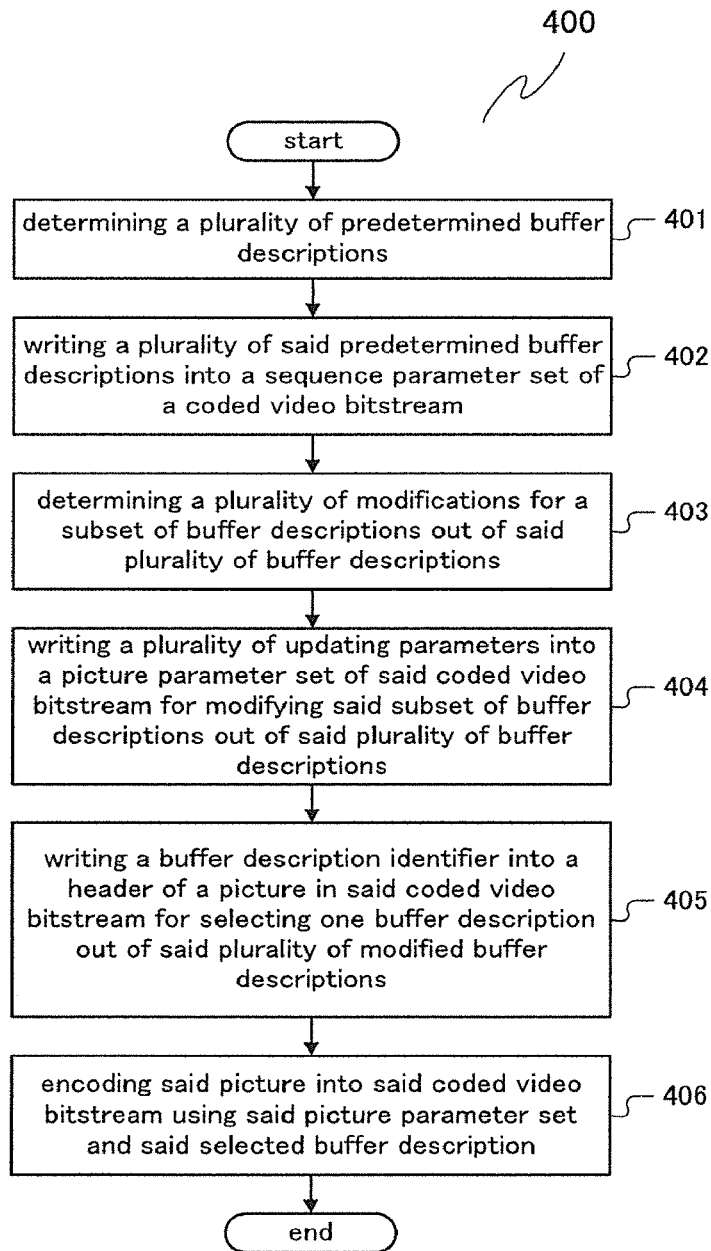 400
start
determining a plurality of predetermined buffer
descriptions
401
writing a plurality of said predetermined buffer
descriptions into a sequence parameter set of
a coded video bitstream
402
determining a plurality of modifications for a
subset of buffer descriptions out of said
plurality of buffer descriptions
403
writing a plurality of updating parameters into
a picture parameter set of said coded video
bitstream for modifying said subset of buffer
descriptions out of said plurality of buffer
descriptions
404
writing a buffer description identifier into a
header of a picture in said coded video
bitstream for selecting one buffer description
out of said plurality of modified buffer
descriptions
405
encoding said picture into said coded video
bitstream using said picture parameter set
and said selected buffer description
406
end